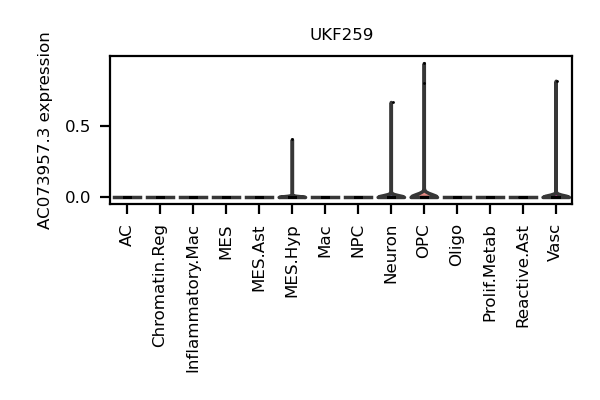 UKF259
AC073957.3 expression
0.5
0.0
AC
Chromatin.Reg
Inflammatory.Mac
MES
MES.Ast
MES.Hyp
Mac
NPC
Neuron
OPC
Oligo
Prolif.Metab
Reactive.Ast
Vasc